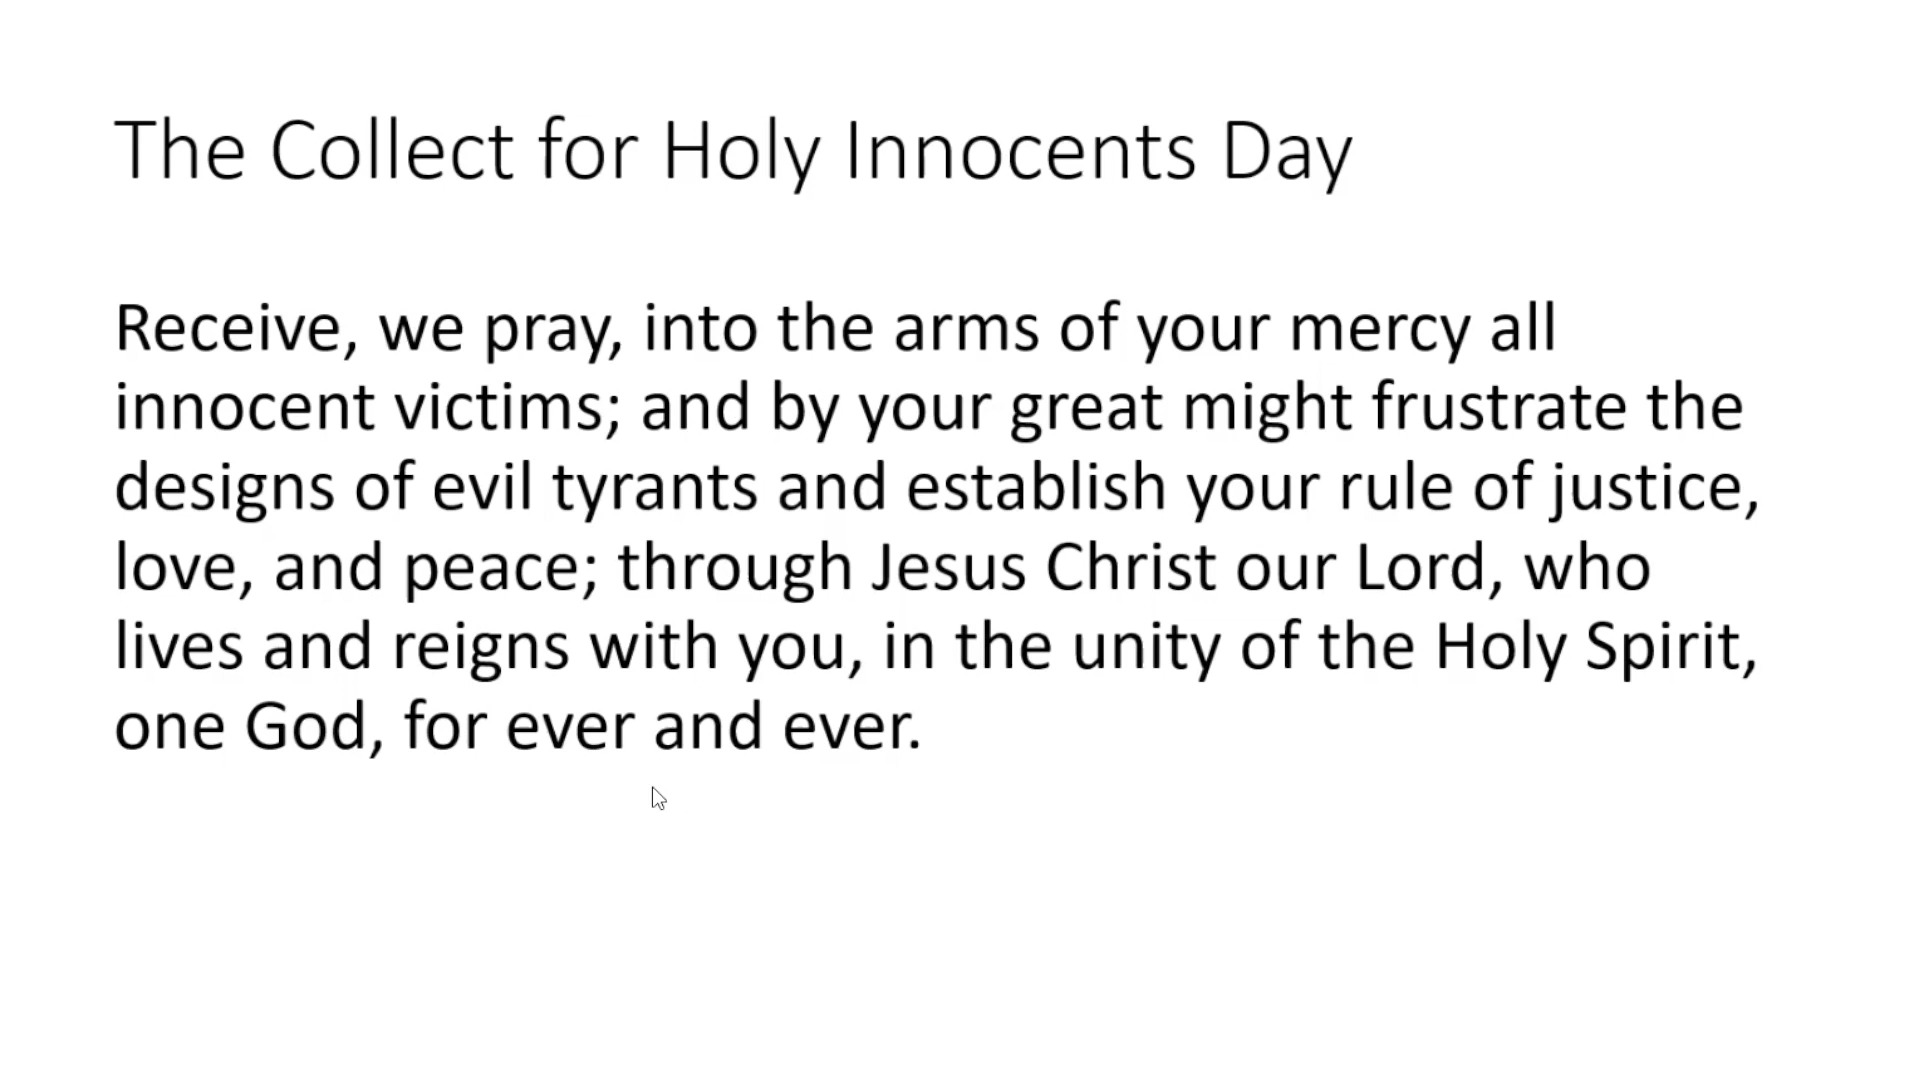 The Collect for Holy Innocents Day
Receive, we pray, into the arms of your mercy all
innocent victims; and by your great might frustrate the
designs of evil tyrants and establish your rule of justice,
love, and peace; through Jesus Christ our Lord, who
lives and reigns with you, in the unity of the Holy Spirit,
one God, for ever and ever.